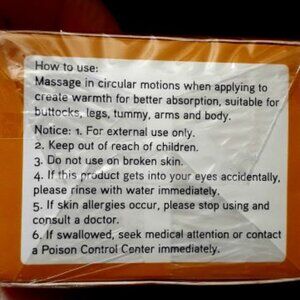 How to use:
Massage in circular motions when applying to
create warmth for better absorption, suitable for
buttocks, legs, tummy, arms and body.
Notice: 1. For external use only.
2. Keep out of reach of children.
3. Do not use on broken skin.
4. If this product gets into your eyes accidentally,
please rinse with water immediately.
5. If skin allergies occur, please stop using and
consult a doctor.
6. If swallowed, seek medical attention or contact
a Poison Control Center immediately.